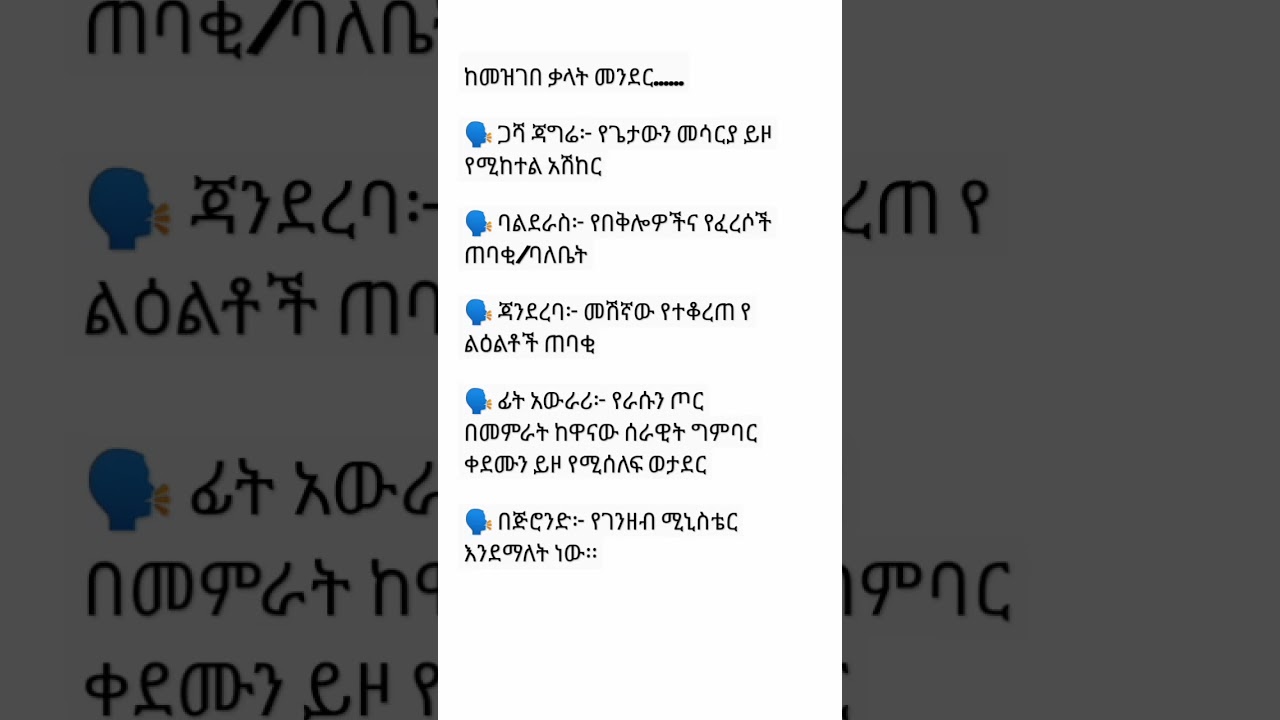 ከመዝገበ ቃላት መንደር......
🗣 ጋሻ ጃግሬ፦ የጌታውን መሳርያ ይዞ
የሚከተል አሽከር
🗣 ባልደራስ፦ የበቅሎዎችና የፈረሶች
ጠባቂ/ባለቤት
🗣 ጃንደረባ፦ መሽኛው የተቆረጠ የ
ልዕልቶች ጠባቂ
🗣 ፊት አውራሪ፦ የራሱን ጦር
በመምራት ከዋናው ሰራዊት ግምባር
ቀደሙን ይዞ የሚሰለፍ ወታደር
🗣 በጅሮንድ፦ የገንዘብ ሚኒስቴር
እንደማለት ነው።